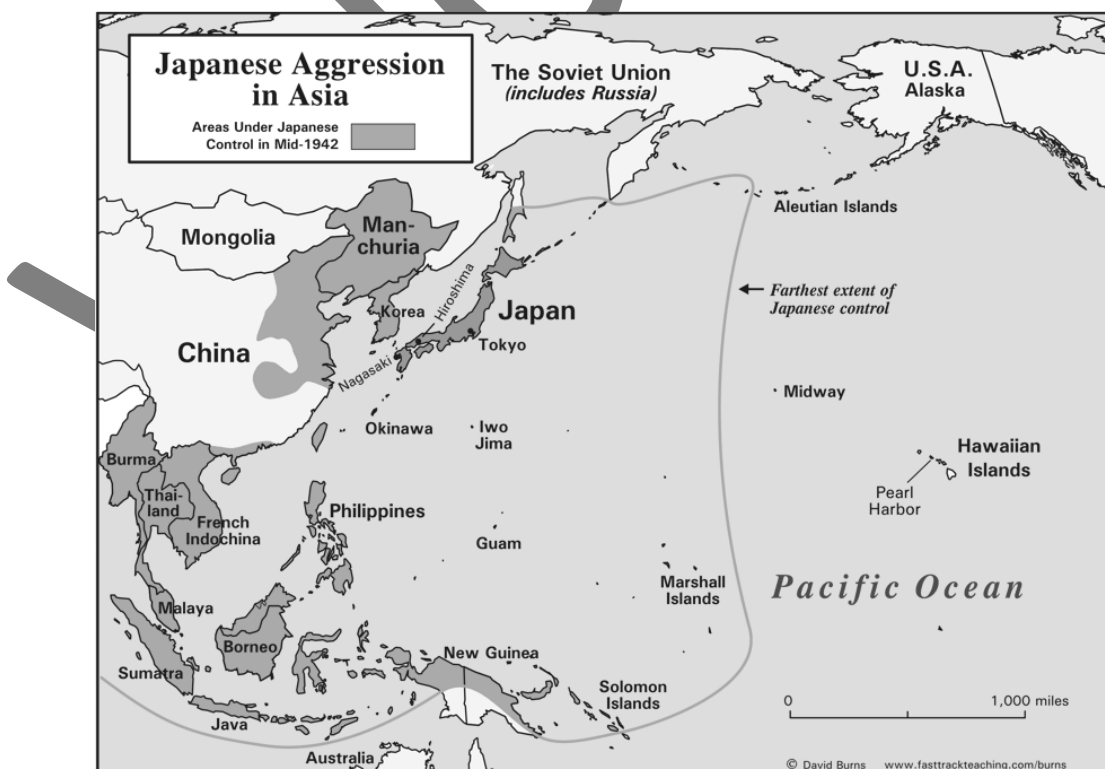 Japanese Aggression
in Asia
Areas Under Japanese
Control in Mid-1942
The Soviet Union
(includes Russia)
U.S.A.
Alaska
Aleutian Islands
Mongolia
Man-
churia
Farthest extent of
Japanese control
Hiroshima
Korea
Japan
Tokyo
China
Nagasaki
Midway
Okinawa
Iwo
Jima
Hawaiian
Islands
Pearl
Harbor
Burma
Thai-
land
French
Indochina
Philippines
Guam
Marshall
Islands
Pacific Ocean
Malaya
Borneo
New Guinea
Sumatra
Solomon
Islands
0 1,000 miles
Java
Australia
© David Burns www.fasttrackteaching.com/burns